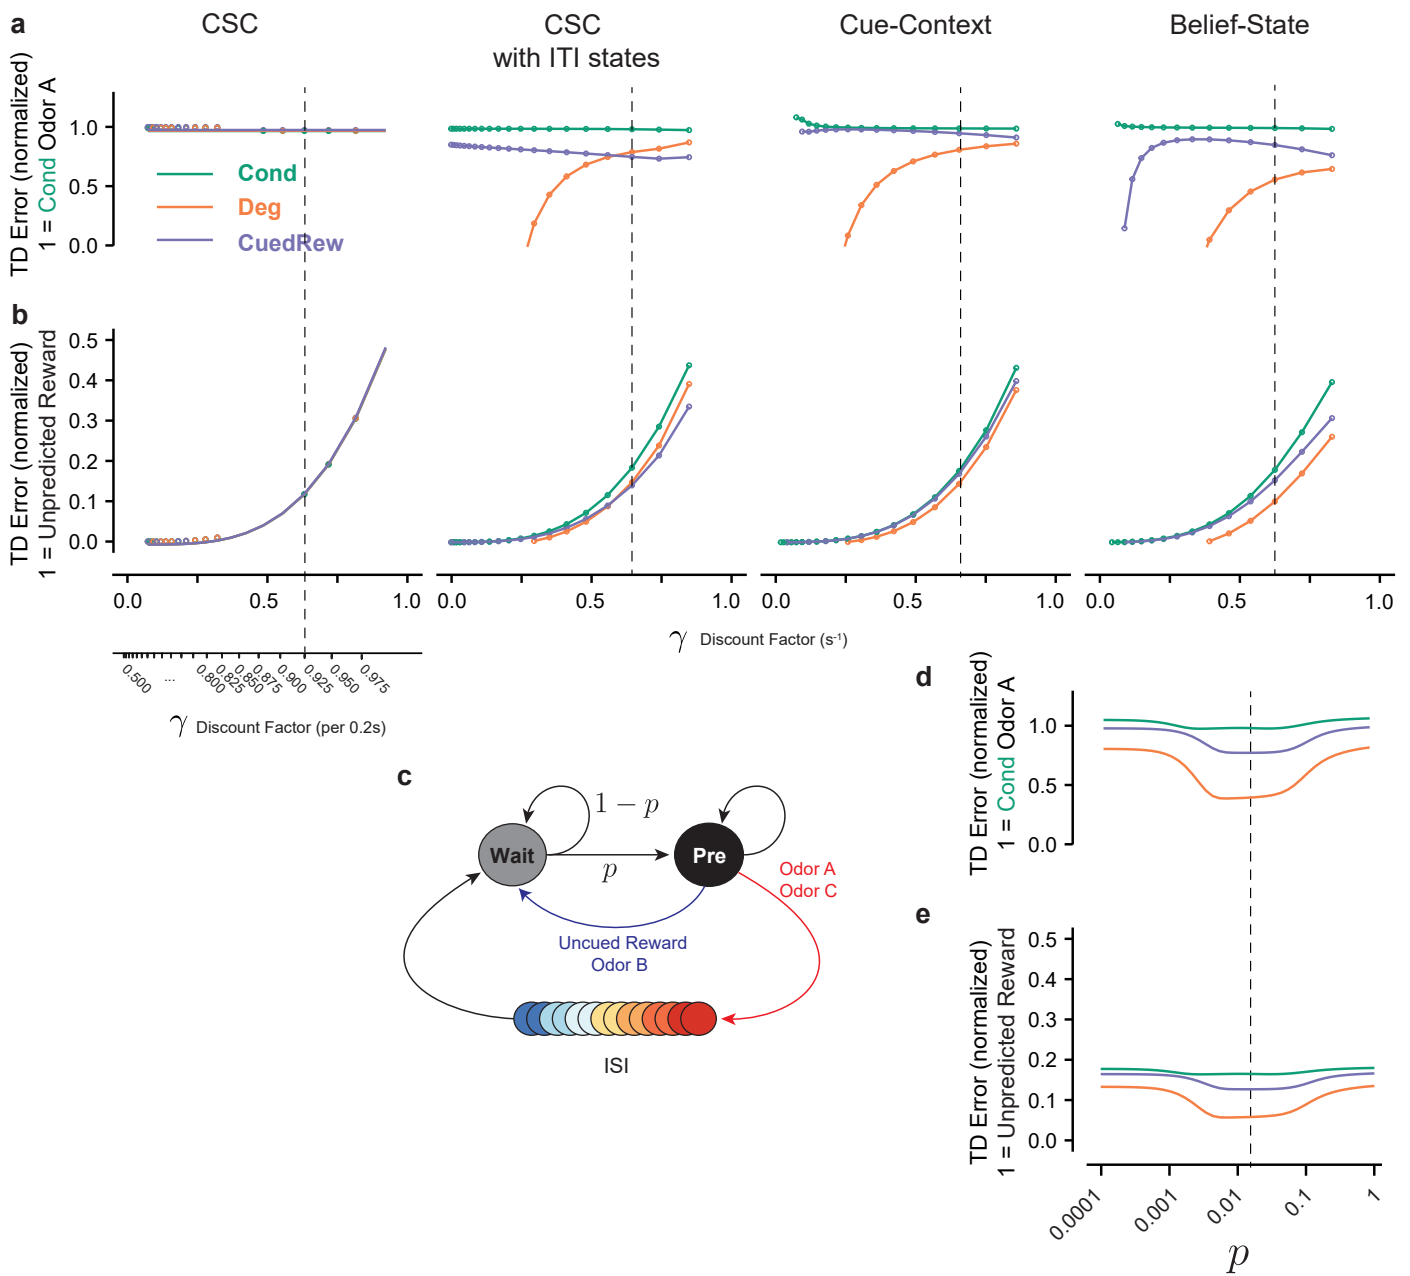 a
CSC
CSC
with ITI states
Cue-Context
Belief-State
TD Error (normalized)
1 = Cond Odor A
1.0
0.5
0.0
Cond
Deg
CuedRew
b
TD Error (normalized)
1 = Unpredicted Reward
0.5
0.4
0.3
0.2
0.1
0.0
0.0 0.5 1.0
0.0 0.5 1.0
0.0 0.5 1.0
0.0 0.5 1.0
γ Discount Factor (s⁻¹)
0.500 ... 0.800 0.825 0.850 0.875 0.900 0.925 0.950 0.975
γ Discount Factor (per 0.2s)
c
1 − p
Wait
Pre
p
Odor A
Odor C
Uncued Reward
Odor B
ISI
d
TD Error (normalized)
1 = Cond Odor A
1.0
0.5
0.0
e
TD Error (normalized)
1 = Unpredicted Reward
0.5
0.4
0.3
0.2
0.1
0.0
0.0001 0.001 0.01 0.1 1
p